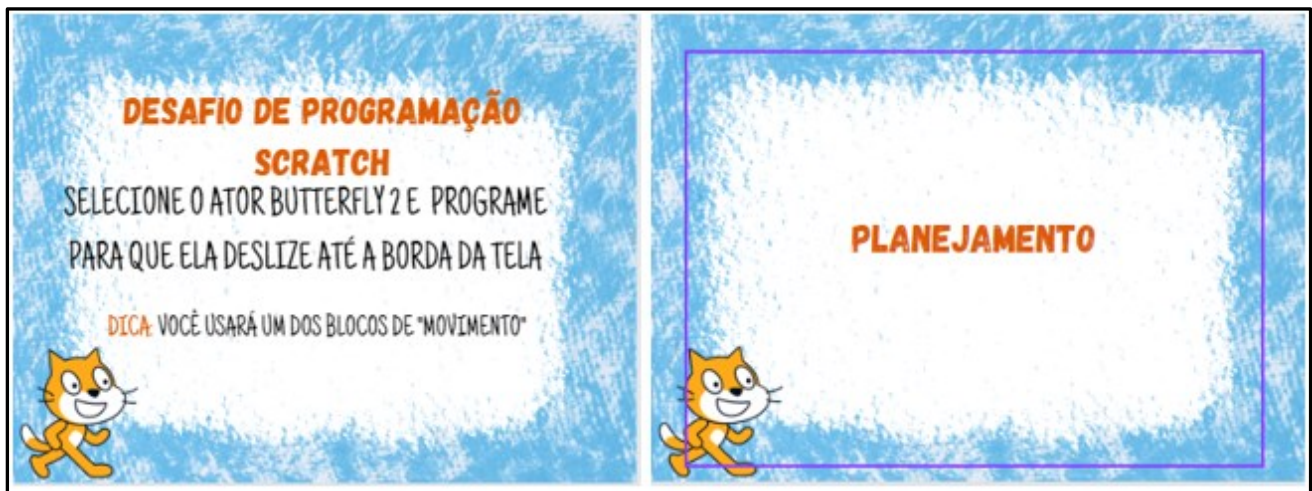 DESAFIO DE PROGRAMAÇÃO
SCRATCH
SELECIONE O ATOR BUTTERFLY 2 E PROGRAME
PARA QUE ELA DESLIZE ATÉ A BORDA DA TELA
DICA: VOCÊ USARÁ UM DOS BLOCOS DE "MOVIMENTO"
PLANEJAMENTO